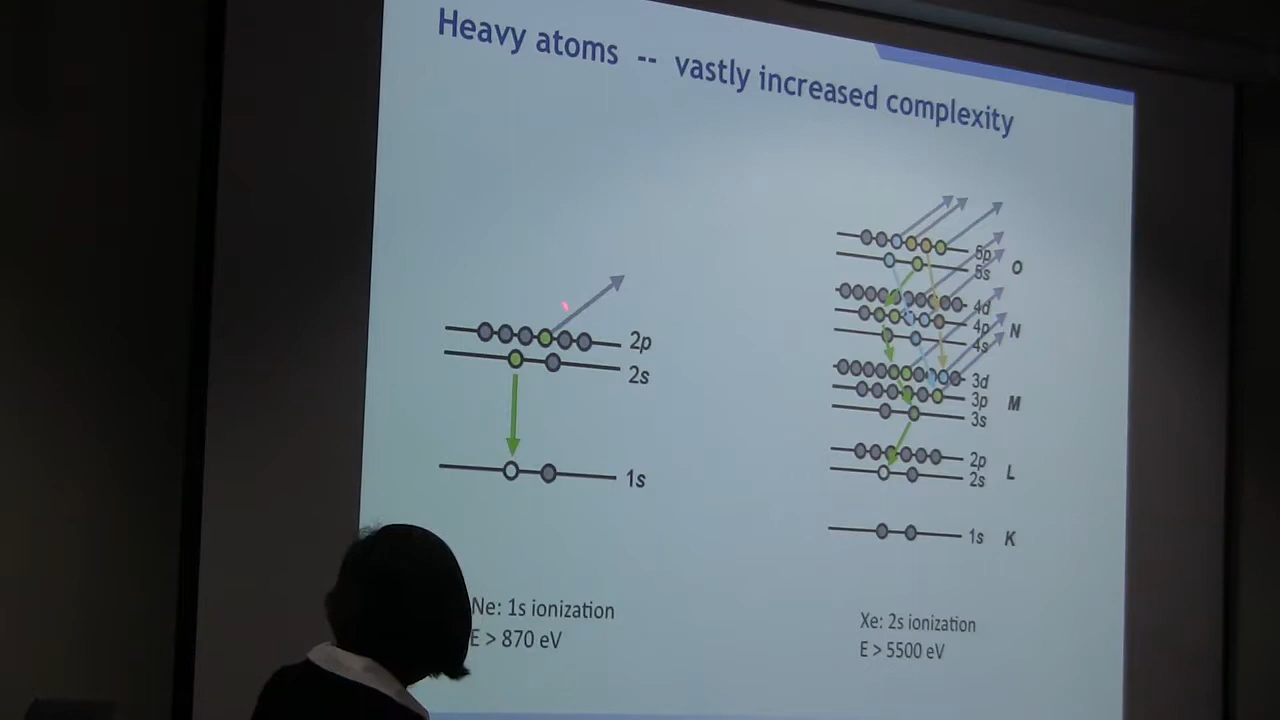 Heavy atoms -- vastly increased complexity
2p
2s
1s
Ne: 1s ionization
E > 870 eV
5p
5s
O
4d
4p
4s
N
3d
3p
3s
M
2p
2s
L
1s
K
Xe: 2s ionization
E > 5500 eV